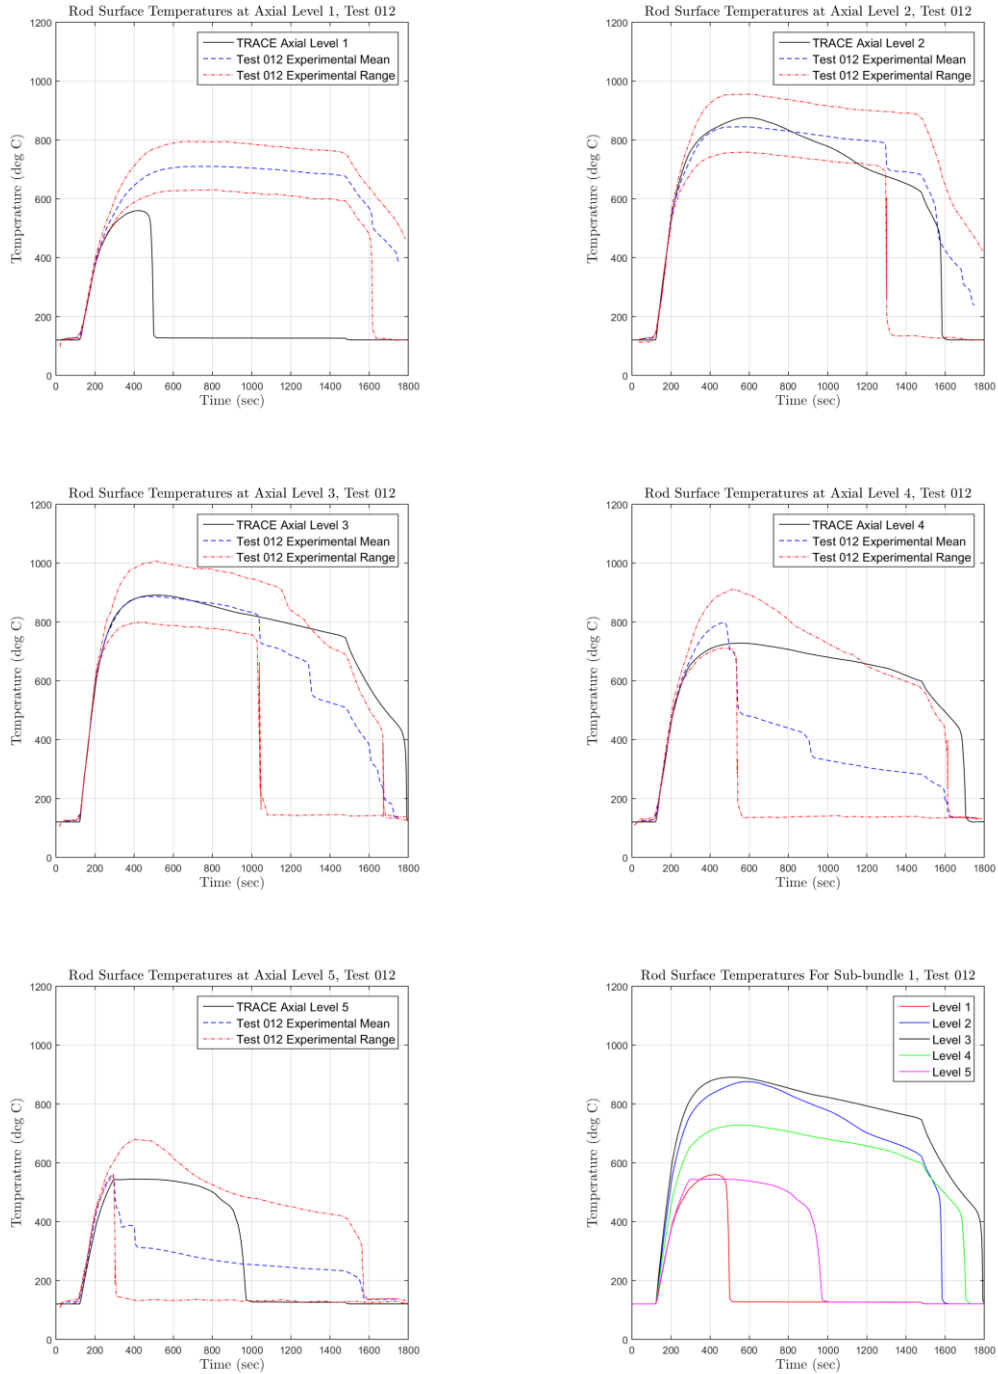 Rod Surface Temperatures at Axial Level 1, Test 012
1200
1000
800
600
400
200
0
Temperature (deg C)
TRACE Axial Level 1
Test 012 Experimental Mean
Test 012 Experimental Range
0 200 400 600 800 1000 1200 1400 1600 1800
Time (sec)
Rod Surface Temperatures at Axial Level 2, Test 012
1200
1000
800
600
400
200
0
Temperature (deg C)
TRACE Axial Level 2
Test 012 Experimental Mean
Test 012 Experimental Range
0 200 400 600 800 1000 1200 1400 1600 1800
Time (sec)
Rod Surface Temperatures at Axial Level 3, Test 012
1200
1000
800
600
400
200
0
Temperature (deg C)
TRACE Axial Level 3
Test 012 Experimental Mean
Test 012 Experimental Range
0 200 400 600 800 1000 1200 1400 1600 1800
Time (sec)
Rod Surface Temperatures at Axial Level 4, Test 012
1200
1000
800
600
400
200
0
Temperature (deg C)
TRACE Axial Level 4
Test 012 Experimental Mean
Test 012 Experimental Range
0 200 400 600 800 1000 1200 1400 1600 1800
Time (sec)
Rod Surface Temperatures at Axial Level 5, Test 012
1200
1000
800
600
400
200
0
Temperature (deg C)
TRACE Axial Level 5
Test 012 Experimental Mean
Test 012 Experimental Range
0 200 400 600 800 1000 1200 1400 1600 1800
Time (sec)
Rod Surface Temperatures For Sub-bundle 1, Test 012
1200
1000
800
600
400
200
0
Temperature (deg C)
Level 1
Level 2
Level 3
Level 4
Level 5
0 200 400 600 800 1000 1200 1400 1600 1800
Time (sec)